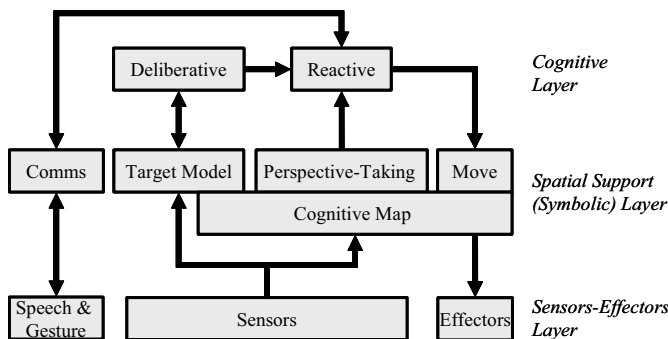 Deliberative
Reactive
Cognitive
Layer
Comms
Target Model
Perspective-Taking
Move
Cognitive Map
Spatial Support
(Symbolic) Layer
Speech &
Gesture
Sensors
Effectors
Sensors-Effectors
Layer